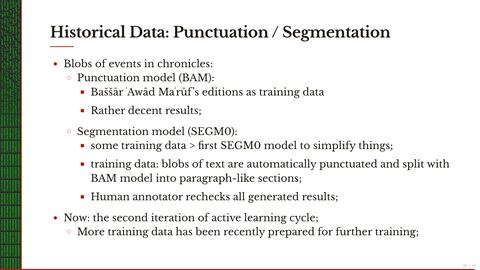 Historical Data: Punctuation / Segmentation
Blobs of events in chronicles:
Punctuation model (BAM):
Baššār ʿAwād Maʿrūf's editions as training data
Rather decent results;
Segmentation model (SEGM0):
some training data > first SEGM0 model to simplify things;
training data: blobs of text are automatically punctuated and split with
BAM model into paragraph-like sections;
Human annotator rechecks all generated results;
Now: the second iteration of active learning cycle;
More training data has been recently prepared for further training;